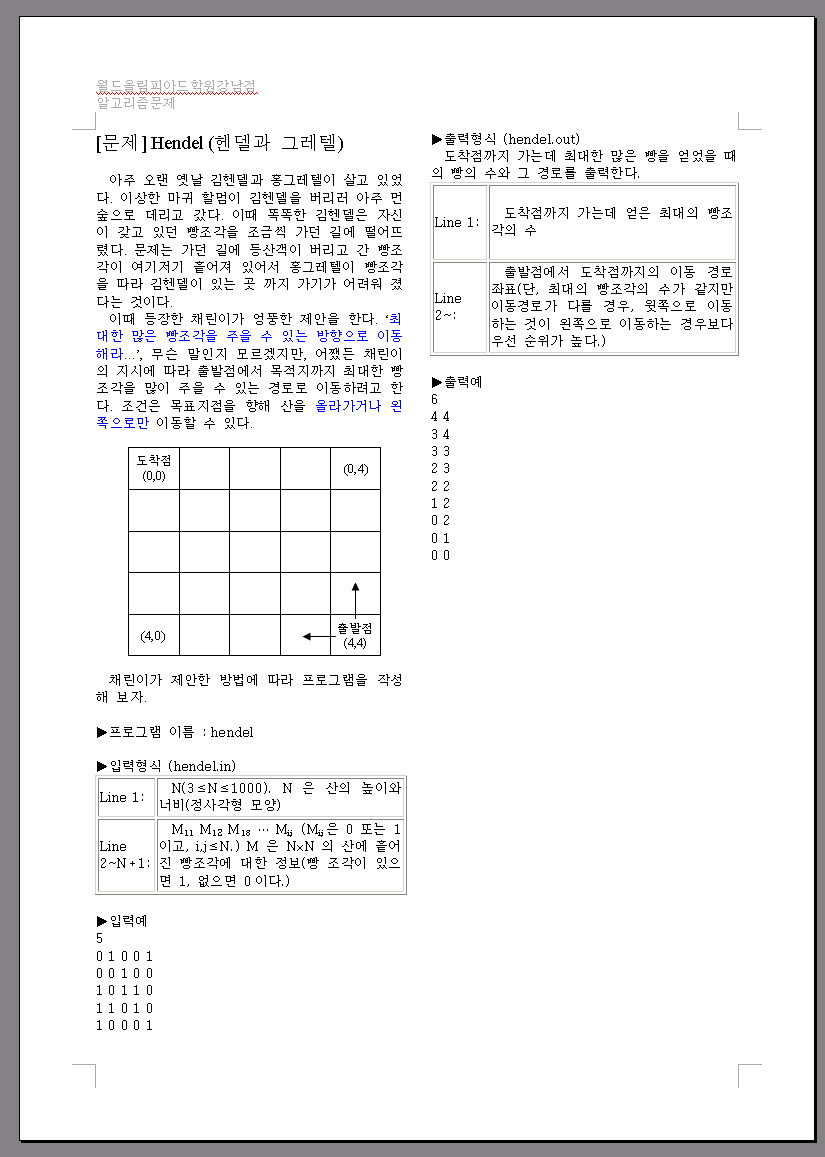 월드올림피아드학원강남점
알고리즘문제
[문제] Hendel (헨델과 그레텔)
아주 오랜 옛날 김헨델과 홍그레텔이 살고 있었
다. 이상한 마귀 할멈이 김헨델을 버리러 아주 먼
숲으로 데리고 갔다. 이때 똑똑한 김헨델은 자신
이 갖고 있던 빵조각을 조금씩 가던 길에 떨어뜨
렸다. 문제는 가던 길에 등산객이 버리고 간 빵조
각이 여기저기 흩어져 있어서 홍그레텔이 빵조각
을 따라 김헨델이 있는 곳 까지 가기가 어려워 졌
다는 것이다.
이때 등장한 채린이가 엉뚱한 제안을 한다. ‘최
대한 많은 빵조각을 주을 수 있는 방향으로 이동
해라...’, 무슨 말인지 모르겠지만, 어쨌든 채린이
의 지시에 따라 출발점에서 목적지까지 최대한 빵
조각을 많이 주을 수 있는 경로로 이동하려고 한
다. 조건은 목표지점을 향해 산을 올라가거나 왼
쪽으로만 이동할 수 있다.
도착점
(0,0)
(0,4)
(4,0)
출발점
(4,4)
채린이가 제안한 방법에 따라 프로그램을 작성
해 보자.
▶프로그램 이름 : hendel
▶입력형식 (hendel.in)
Line 1:
N(3≤N≤1000). N 은 산의 높이와
너비(정사각형 모양)
Line
2~N+1:
M₁₁ M₁₂ M₁₃ … Mᵢⱼ (Mᵢⱼ은 0 또는 1
이고, i,j≤N.) M 은 N×N 의 산에 흩어
진 빵조각에 대한 정보(빵 조각이 있으
면 1, 없으면 0이다.)
▶입력예
5
0 1 0 0 1
0 0 1 0 0
1 0 1 1 0
1 1 0 1 0
1 0 0 0 1
▶출력형식 (hendel.out)
도착점까지 가는데 최대한 많은 빵을 얻었을 때
의 빵의 수와 그 경로를 출력한다.
Line 1:
도착점까지 가는데 얻은 최대의 빵조
각의 수
Line
2~:
출발점에서 도착점까지의 이동 경로
좌표(단, 최대의 빵조각의 수가 같지만
이동경로가 다를 경우, 윗쪽으로 이동
하는 것이 왼쪽으로 이동하는 경우보다
우선 순위가 높다.)
▶출력예
6
4 4
3 4
3 3
2 3
2 2
1 2
0 2
0 1
0 0